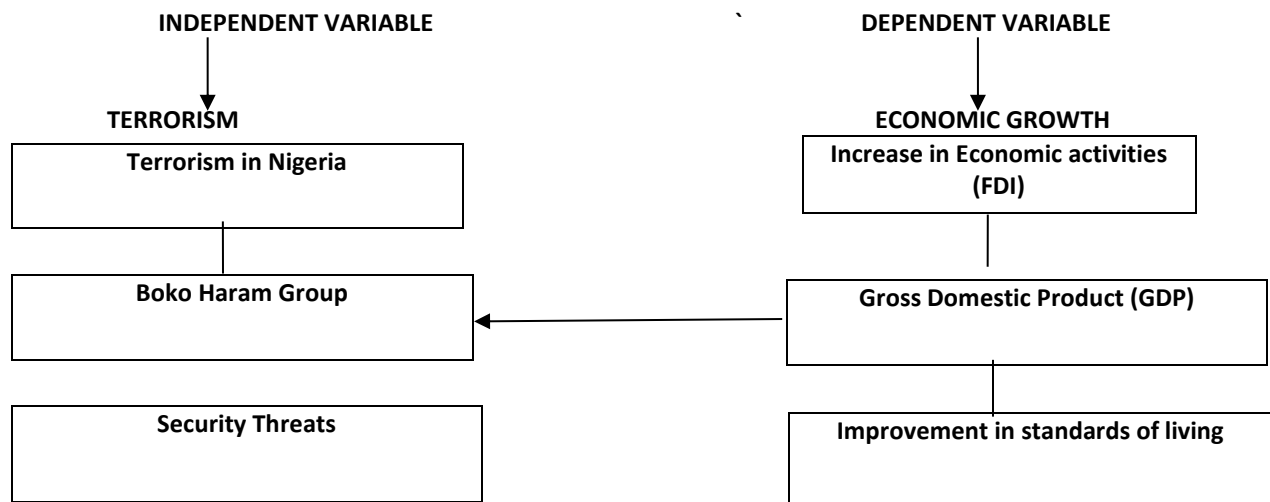 INDEPENDENT VARIABLE
`
DEPENDENT VARIABLE
TERRORISM
ECONOMIC GROWTH
Terrorism in Nigeria
Increase in Economic activities
(FDI)
Boko Haram Group
Gross Domestic Product (GDP)
Security Threats
Improvement in standards of living